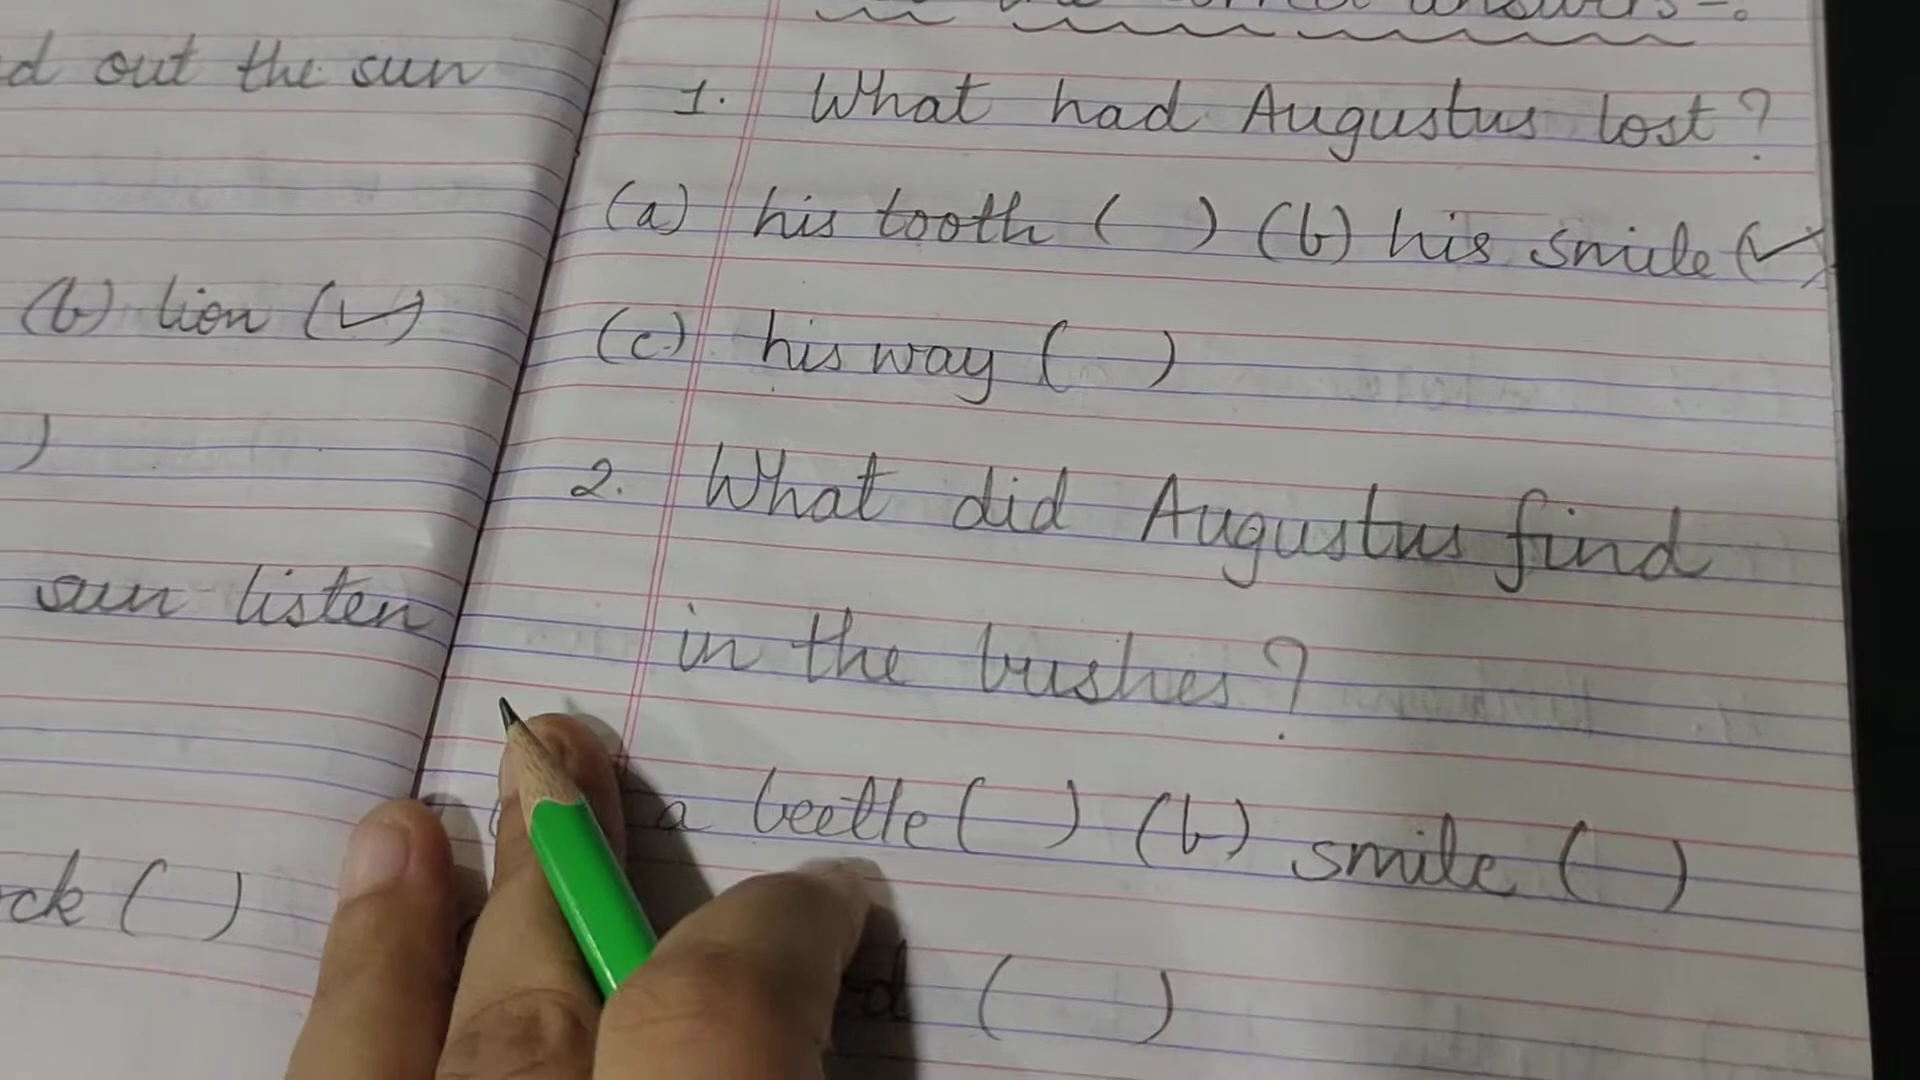 d out the sun
(b) lion (✓)
)
sun listen
ck ( )
answers-:
1. What had Augustus lost?
(a) his tooth ( ) (b) his smile (✓)
(c) his way ( )
2. What did Augustus find
in the bushes?
a beetle ( ) (b) smile ( )
d ( )